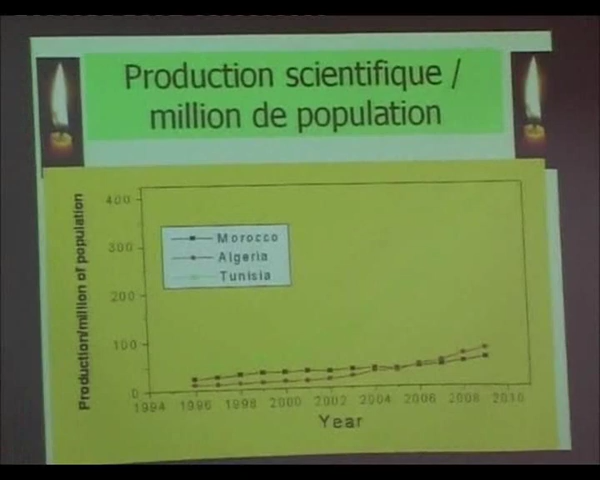 Production scientifique /
million de population
Production/million of population
400
300
200
100
0
Morocco
Algeria
Tunisia
1994 1996 1998 2000 2002 2004 2006 2008 2010
Year